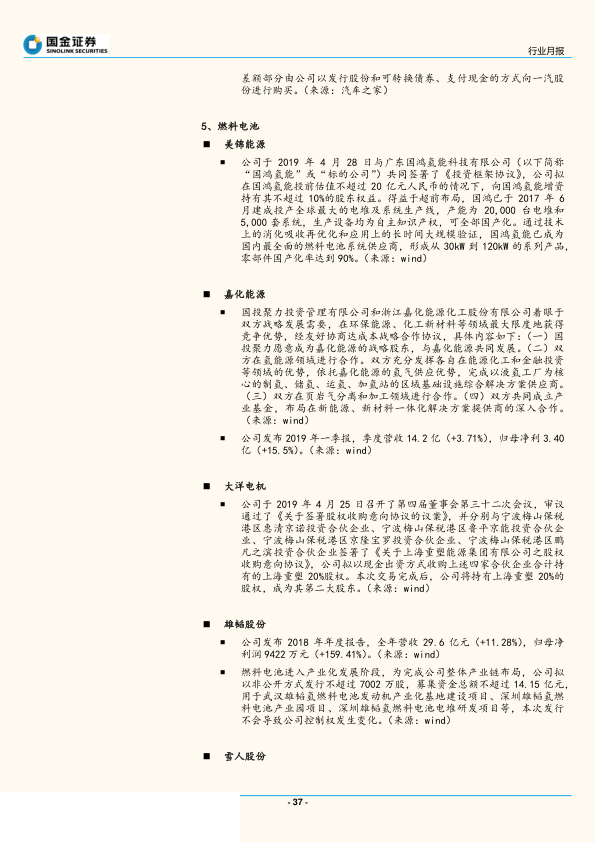 国金证券
SINOLINK SECURITIES
行业月报
差额部分由公司以发行股份和可转换债券、支付现金的方式向一汽股
份进行购买。（来源：汽车之家）
5、燃料电池
■ 美锦能源
■ 公司于 2019 年 4 月 28 日与广东国鸿氢能科技有限公司（以下简称
“国鸿氢能”或“标的公司”）共同签署了《投资框架协议》，公司拟
在国鸿氢能投前估值不超过 20 亿元人民币的情况下，向国鸿氢能增资
持有其不超过 10%的股东权益。得益于超前布局，国鸿已于 2017 年 6
月建成投产全球最大的电堆及系统生产线，产能为 20,000 台电堆和
5,000 套系统，生产设备均为自主知识产权，可全部国产化。通过技术
上的消化吸收再优化和应用上的长时间大规模验证，国鸿氢能已成为
国内最全面的燃料电池系统供应商，形成从 30kW 到 120kW 的系列产品，
零部件国产化率达到 90%。（来源：wind）
■ 嘉化能源
■ 国投聚力投资管理有限公司和浙江嘉化能源化工股份有限公司着眼于
双方战略发展需要，在环保能源、化工新材料等领域最大限度地获得
竞争优势，经友好协商达成本战略合作协议，具体内容如下：（一）国
投聚力愿意成为嘉化能源的战略股东，与嘉化能源共同发展。（二）双
方在氢能源领域进行合作。双方充分发挥各自在能源化工和金融投资
等领域的优势，依托嘉化能源的氢气供应优势，完成以液氢工厂为核
心的制氢、储氢、运氢、加氢站的区域基础设施综合解决方案供应商。
（三）双方在页岩气分离和加工领域进行合作。（四）双方共同成立产
业基金，布局在新能源、新材料一体化解决方案提供商的深入合作。
（来源：wind）
■ 公司发布 2019 年一季报，季度营收 14.2 亿（+3.71%），归母净利 3.40
亿（+15.5%）。（来源：wind）
■ 大洋电机
■ 公司于 2019 年 4 月 25 日召开了第四届董事会第三十二次会议，审议
通过了《关于签署股权收购意向协议的议案》，并分别与宁波梅山保税
港区惠清京诺投资合伙企业、宁波梅山保税港区鲁平京能投资合伙企
业、宁波梅山保税港区京隆宝罗投资合伙企业、宁波梅山保税港区鹏
凡之滨投资合伙企业签署了《关于上海重塑能源集团有限公司之股权
收购意向协议》，公司拟以现金出资方式收购上述四家合伙企业合计持
有的上海重塑 20%股权。本次交易完成后，公司将持有上海重塑 20%的
股权，成为其第二大股东。（来源：wind）
■ 雄韬股份
■ 公司发布 2018 年年度报告，全年营收 29.6 亿元（+11.28%），归母净
利润 9422 万元（+159.41%）。（来源：wind）
■ 燃料电池进入产业化发展阶段，为完成公司整体产业链布局，公司拟
以非公开方式发行不超过 7002 万股，募集资金总额不超过 14.15 亿元，
用于武汉雄韬氢燃料电池发动机产业化基地建设项目、深圳雄韬氢燃
料电池产业园项目、深圳雄韬氢燃料电池电堆研发项目等，本次发行
不会导致公司控制权发生变化。（来源：wind）
■ 雪人股份
- 37 -